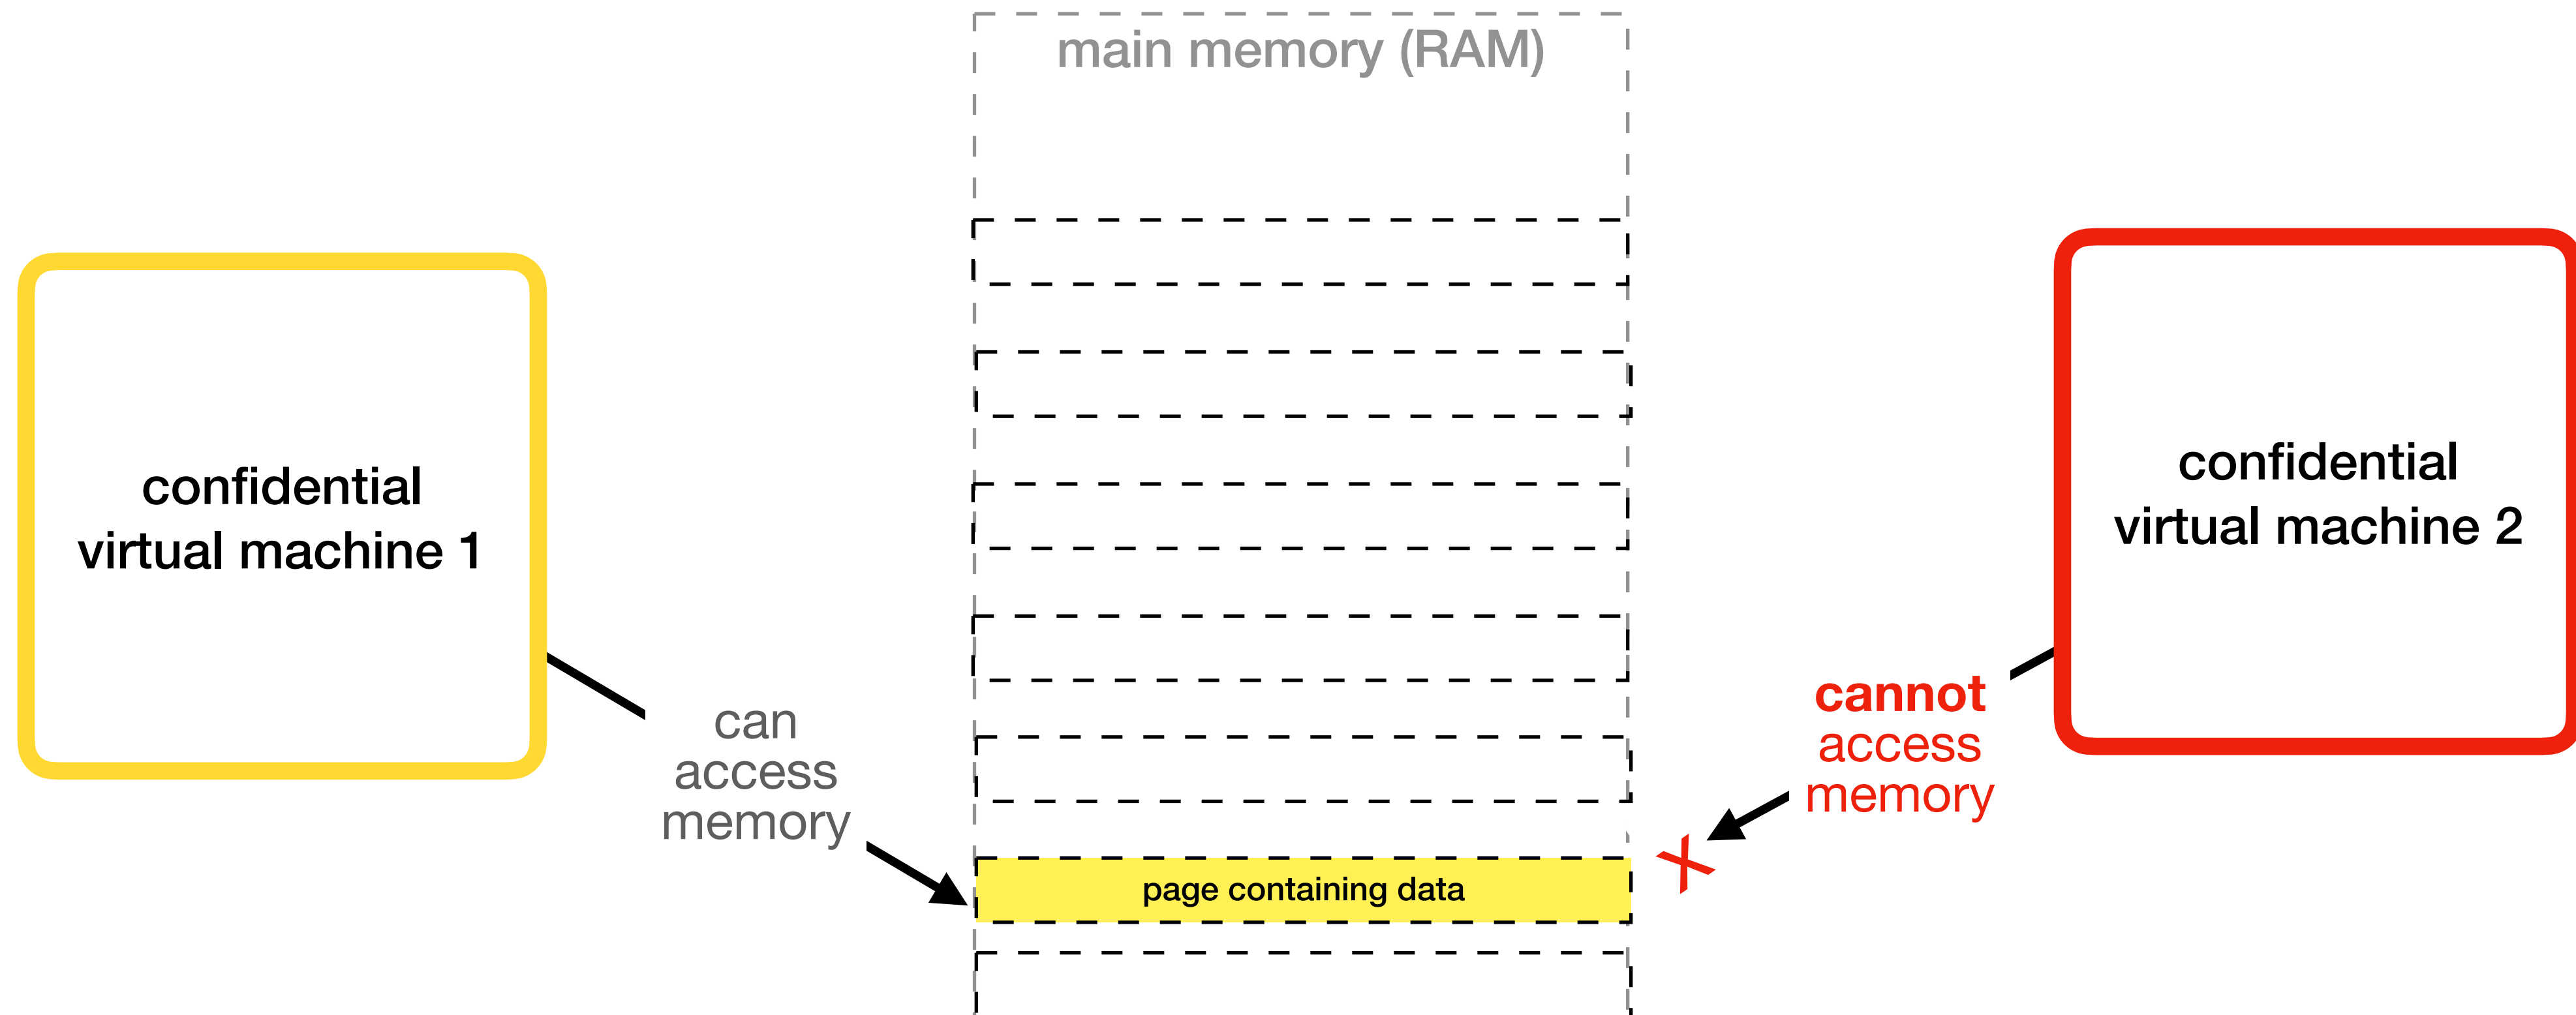 main memory (RAM)
confidential
virtual machine 1
confidential
virtual machine 2
can
access
memory
cannot
access
memory
X
page containing data